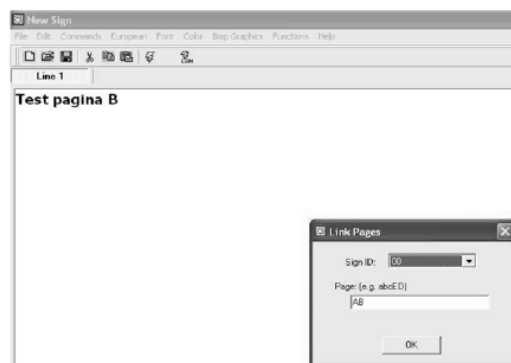 New Sign
File Edit Commands European Font Color Bmp Graphics Functions Help
Line 1
Test pagina B
Link Pages
Sign ID: 00
Page: (e.g. abcED)
AB
OK